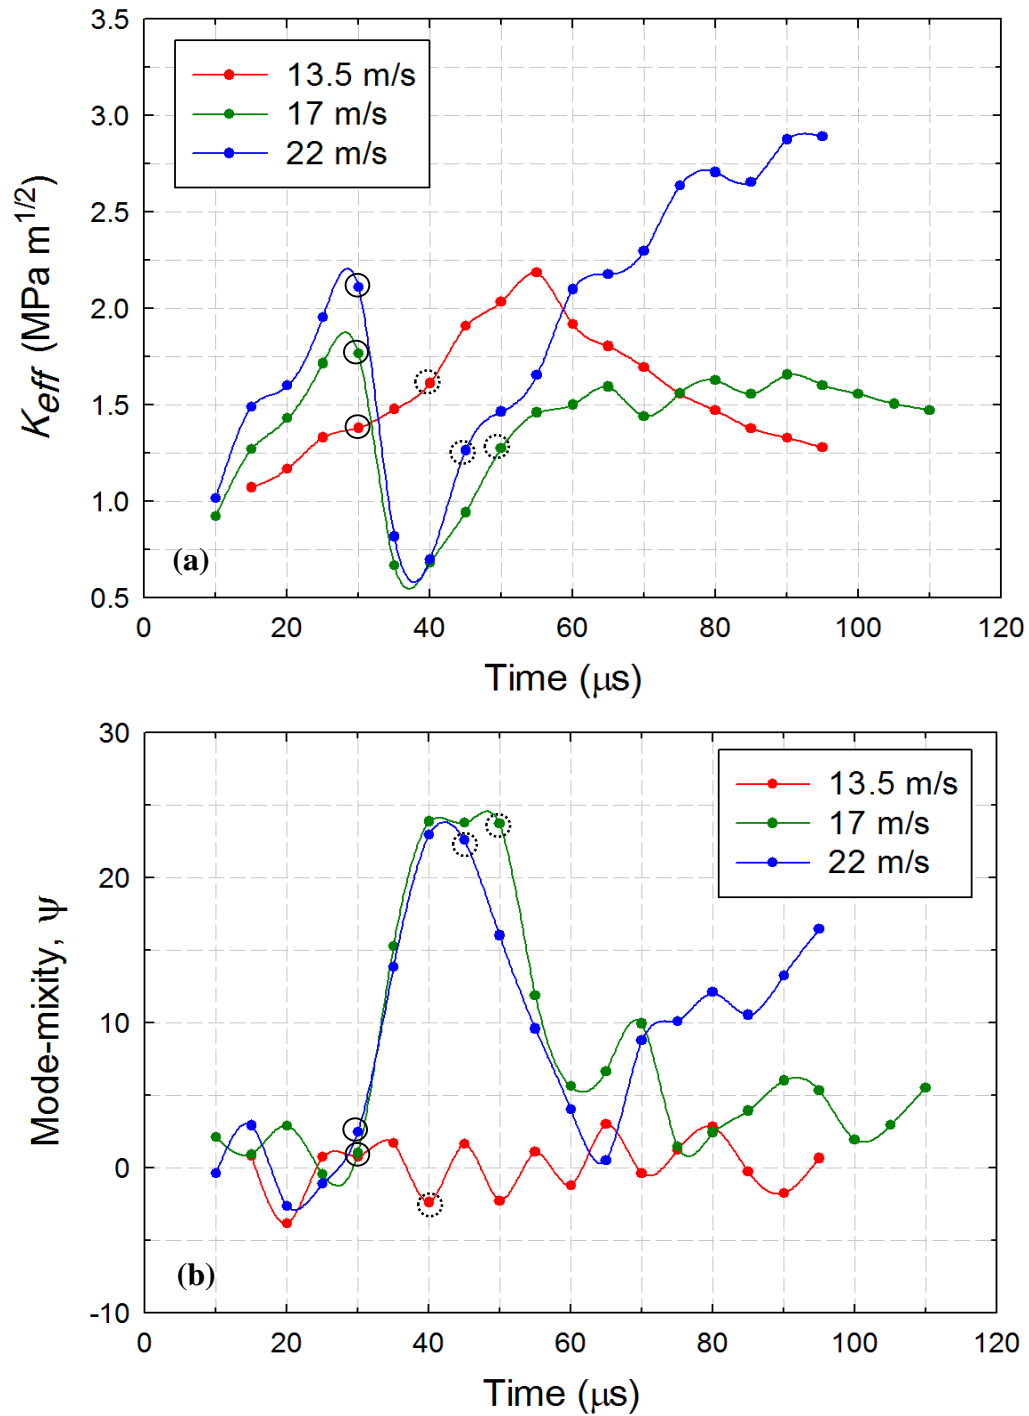 3.5
3.0
2.5
2.0
1.5
1.0
0.5
K_eff (MPa m^1/2)
13.5 m/s
17 m/s
22 m/s
(a)
0 20 40 60 80 100 120
Time (μs)
30
20
10
0
-10
Mode-mixity, ψ
13.5 m/s
17 m/s
22 m/s
(b)
0 20 40 60 80 100 120
Time (μs)